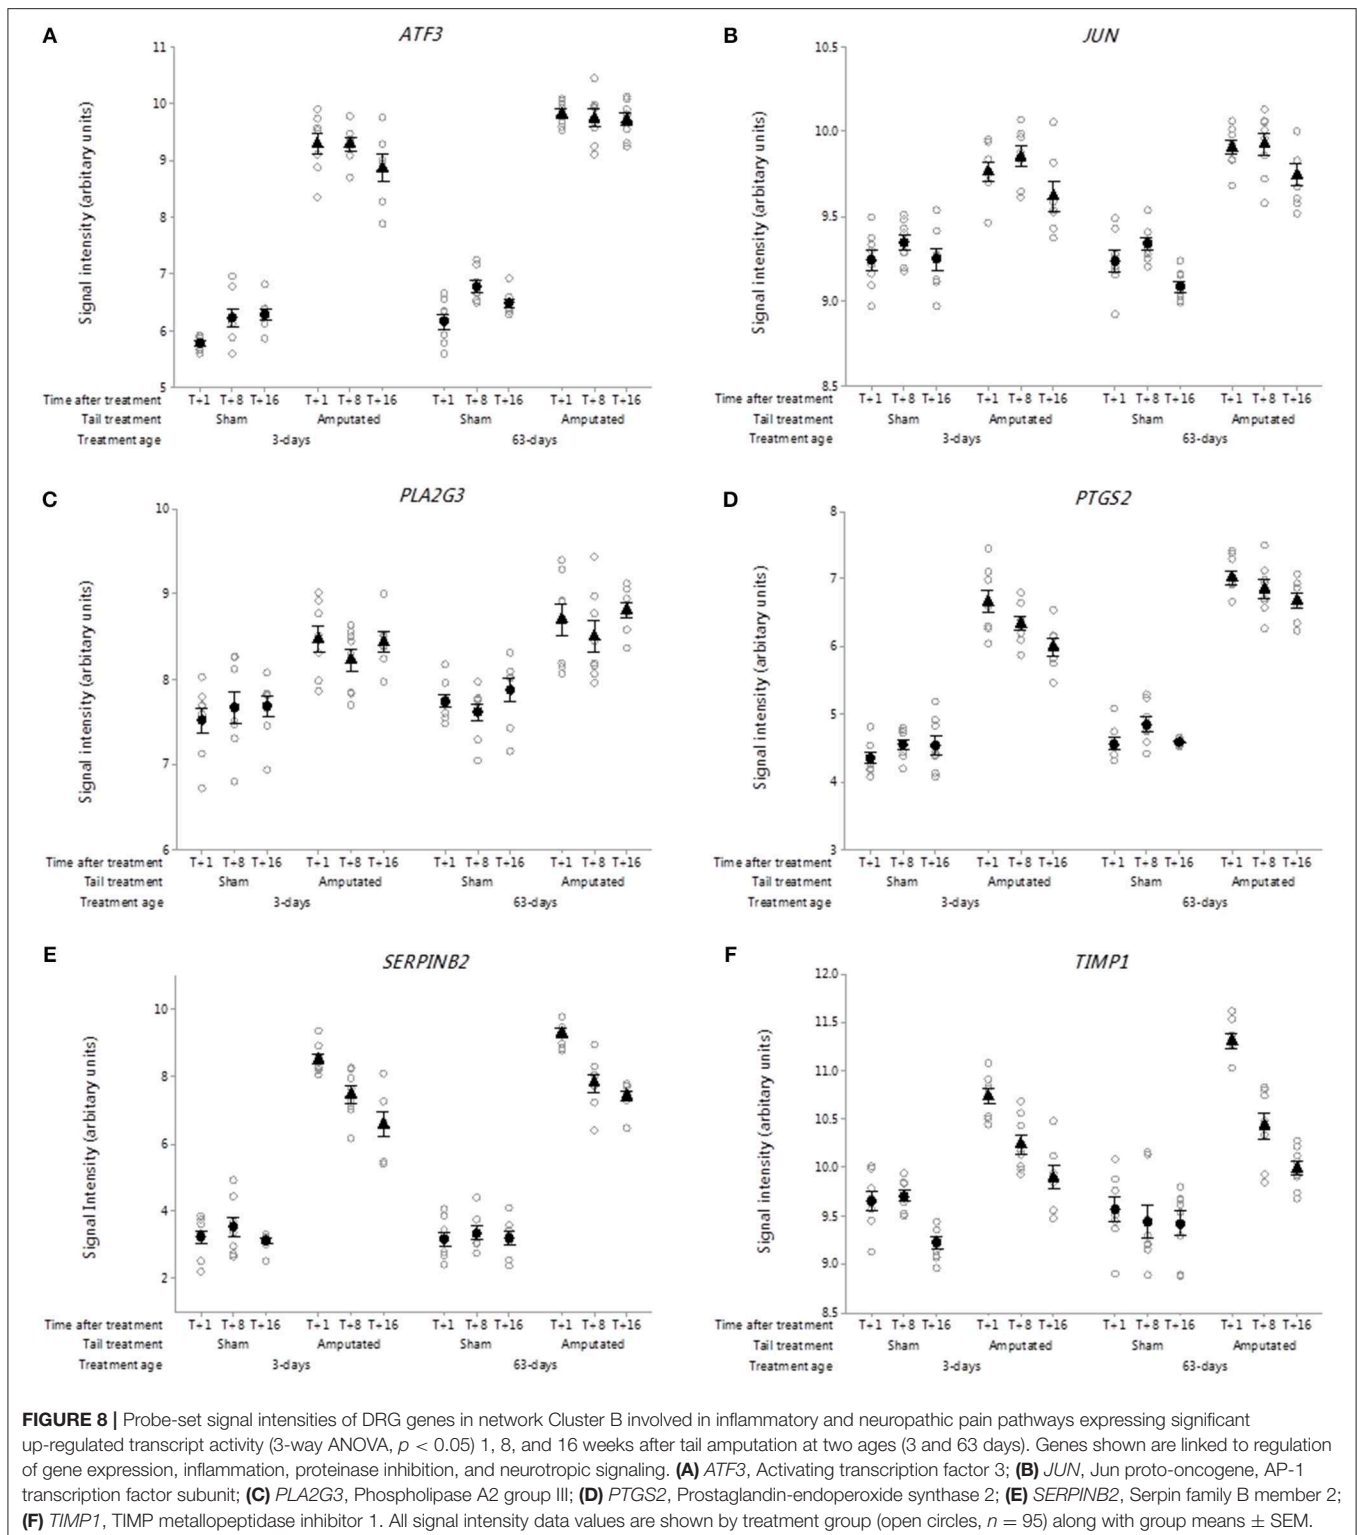 A
ATF3
Signal intensity (arbitary units)
11
10
9
8
7
6
5
Time after treatment T+1 T+8 T+16 T+1 T+8 T+16 T+1 T+8 T+16 T+1 T+8 T+16
Tail treatment Sham Amputated Sham Amputated
Treatment age 3-days 63-days
B
JUN
Signal intensity (arbitary units)
10.5
10.0
9.5
9.0
8.5
Time after treatment T+1 T+8 T+16 T+1 T+8 T+16 T+1 T+8 T+16 T+1 T+8 T+16
Tail treatment Sham Amputated Sham Amputated
Treatment age 3-days 63-days
C
PLA2G3
Signal intensity (arbitary units)
10
9
8
7
6
Time after treatment T+1 T+8 T+16 T+1 T+8 T+16 T+1 T+8 T+16 T+1 T+8 T+16
Tail treatment Sham Amputated Sham Amputated
Treatment age 3-days 63-days
D
PTGS2
Signal intensity (arbitary units)
8
7
6
5
4
3
Time after treatment T+1 T+8 T+16 T+1 T+8 T+16 T+1 T+8 T+16 T+1 T+8 T+16
Tail treatment Sham Amputated Sham Amputated
Treatment age 3-days 63-days
E
SERPINB2
Signal Intensity (arbitary units)
10
8
6
4
2
Time after treatment T+1 T+8 T+16 T+1 T+8 T+16 T+1 T+8 T+16 T+1 T+8 T+16
Tail treatment Sham Amputated Sham Amputated
Treatment age 3-days 63-days
F
TIMP1
Signal intensity (arbitary units)
12.0
11.5
11.0
10.5
10.0
9.5
9.0
8.5
Time after treatment T+1 T+8 T+16 T+1 T+8 T+16 T+1 T+8 T+16 T+1 T+8 T+16
Tail treatment Sham Amputated Sham Amputated
Treatment age 3-days 63-days
FIGURE 8 | Probe-set signal intensities of DRG genes in network Cluster B involved in inflammatory and neuropathic pain pathways expressing significant
up-regulated transcript activity (3-way ANOVA, p < 0.05) 1, 8, and 16 weeks after tail amputation at two ages (3 and 63 days). Genes shown are linked to regulation
of gene expression, inflammation, proteinase inhibition, and neurotropic signaling. (A) ATF3, Activating transcription factor 3; (B) JUN, Jun proto-oncogene, AP-1
transcription factor subunit; (C) PLA2G3, Phospholipase A2 group III; (D) PTGS2, Prostaglandin-endoperoxide synthase 2; (E) SERPINB2, Serpin family B member 2;
(F) TIMP1, TIMP metallopeptidase inhibitor 1. All signal intensity data values are shown by treatment group (open circles, n = 95) along with group means ± SEM.